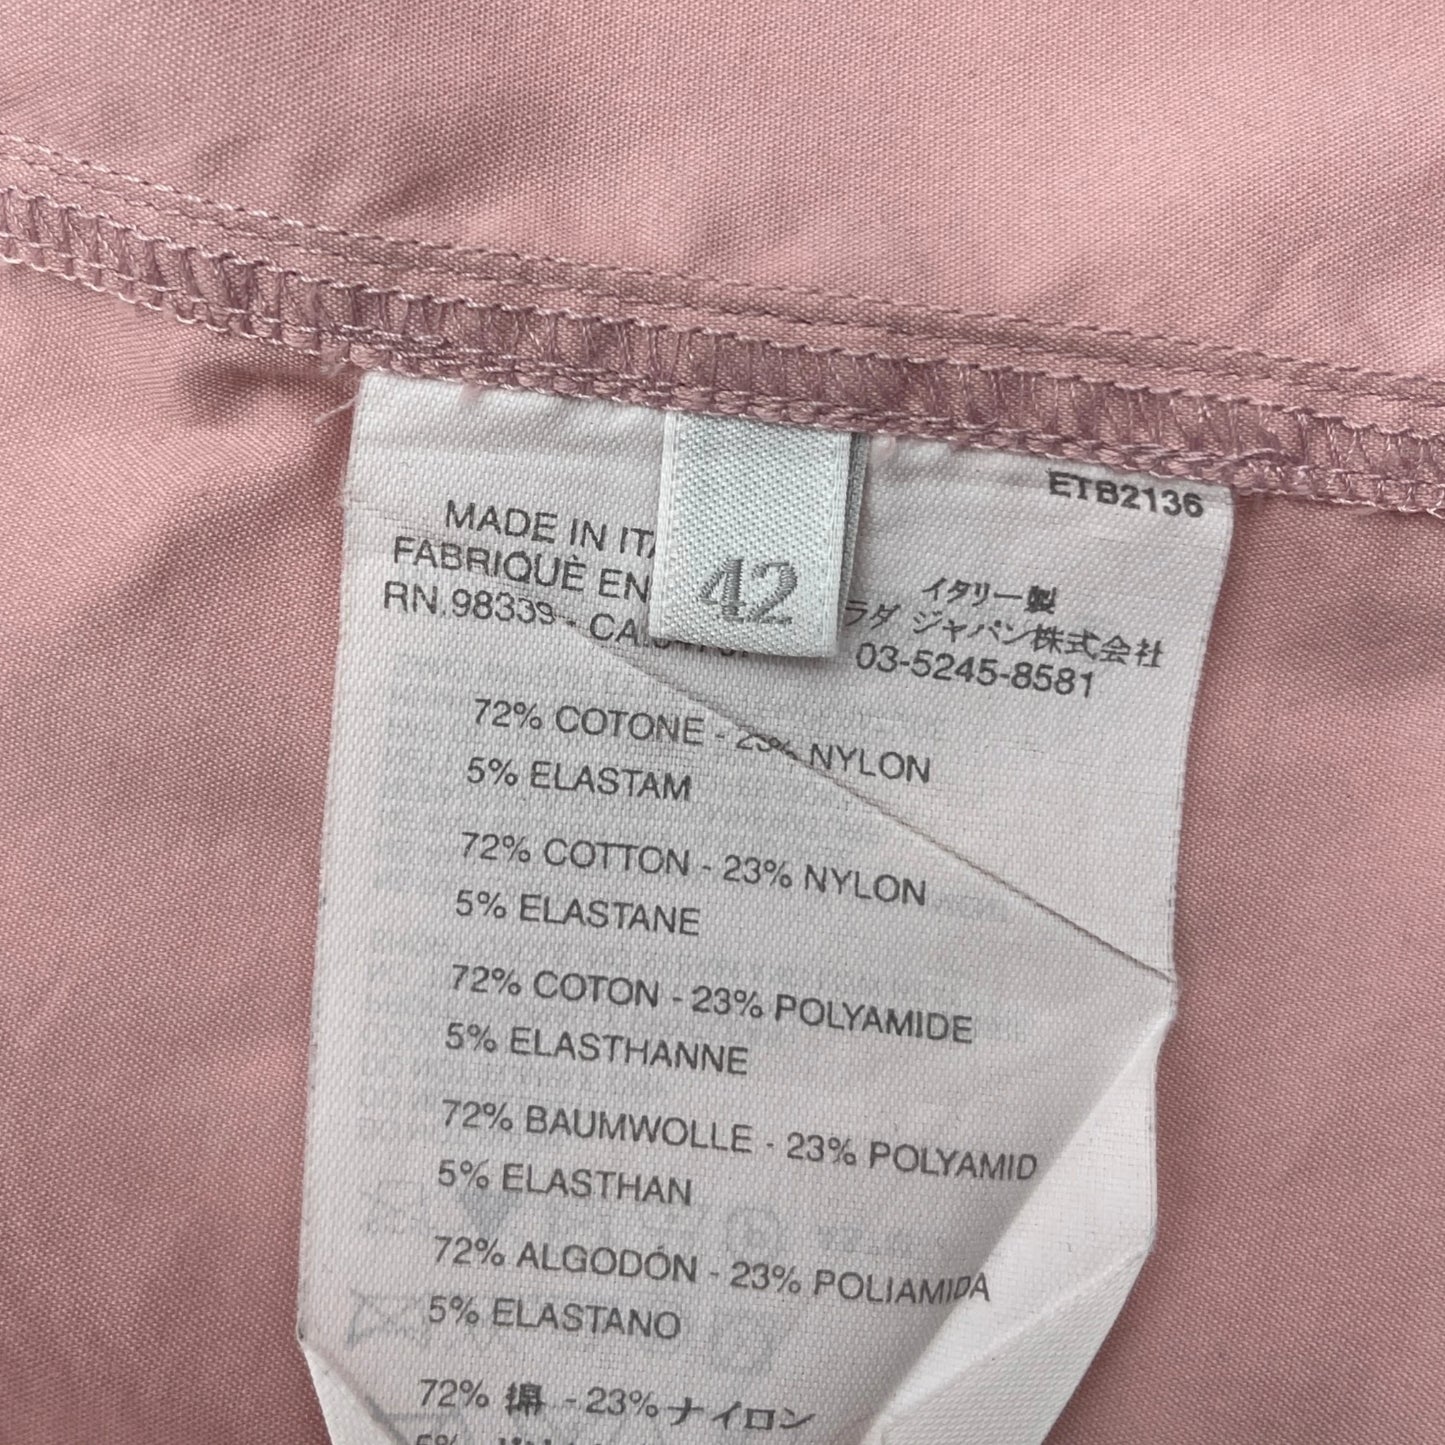 ETB2136
MADE IN
FABRIQUÈ EN
RN.98339 - CA.
42
イタリー製
ラダ ジャパン株式会社
03-5245-8581
72% COTONE - 23% NYLON
5% ELASTAM
72% COTTON - 23% NYLON
5% ELASTANE
72% COTON - 23% POLYAMIDE
5% ELASTHANNE
72% BAUMWOLLE - 23% POLYAMID
5% ELASTHAN
72% ALGODÓN - 23% POLIAMIDA
5% ELASTANO
72% 綿 - 23% ナイロン
5%